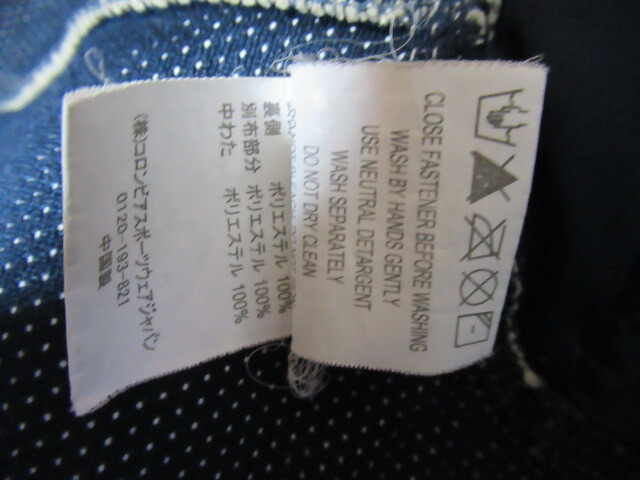 CLOSE FASTENER BEFORE WASHING
WASH BY HANDS GENTLY
USE NEUTRAL DETARGENT
WASH SEPARATELY
DO NOT DRY CLEAN
裏側 ポリエステル 100%
別布部分 ポリエステル 100%
中わた ポリエステル 100%
(株)コロンビアスポーツウェアジャパン
0120-193-821
中国製